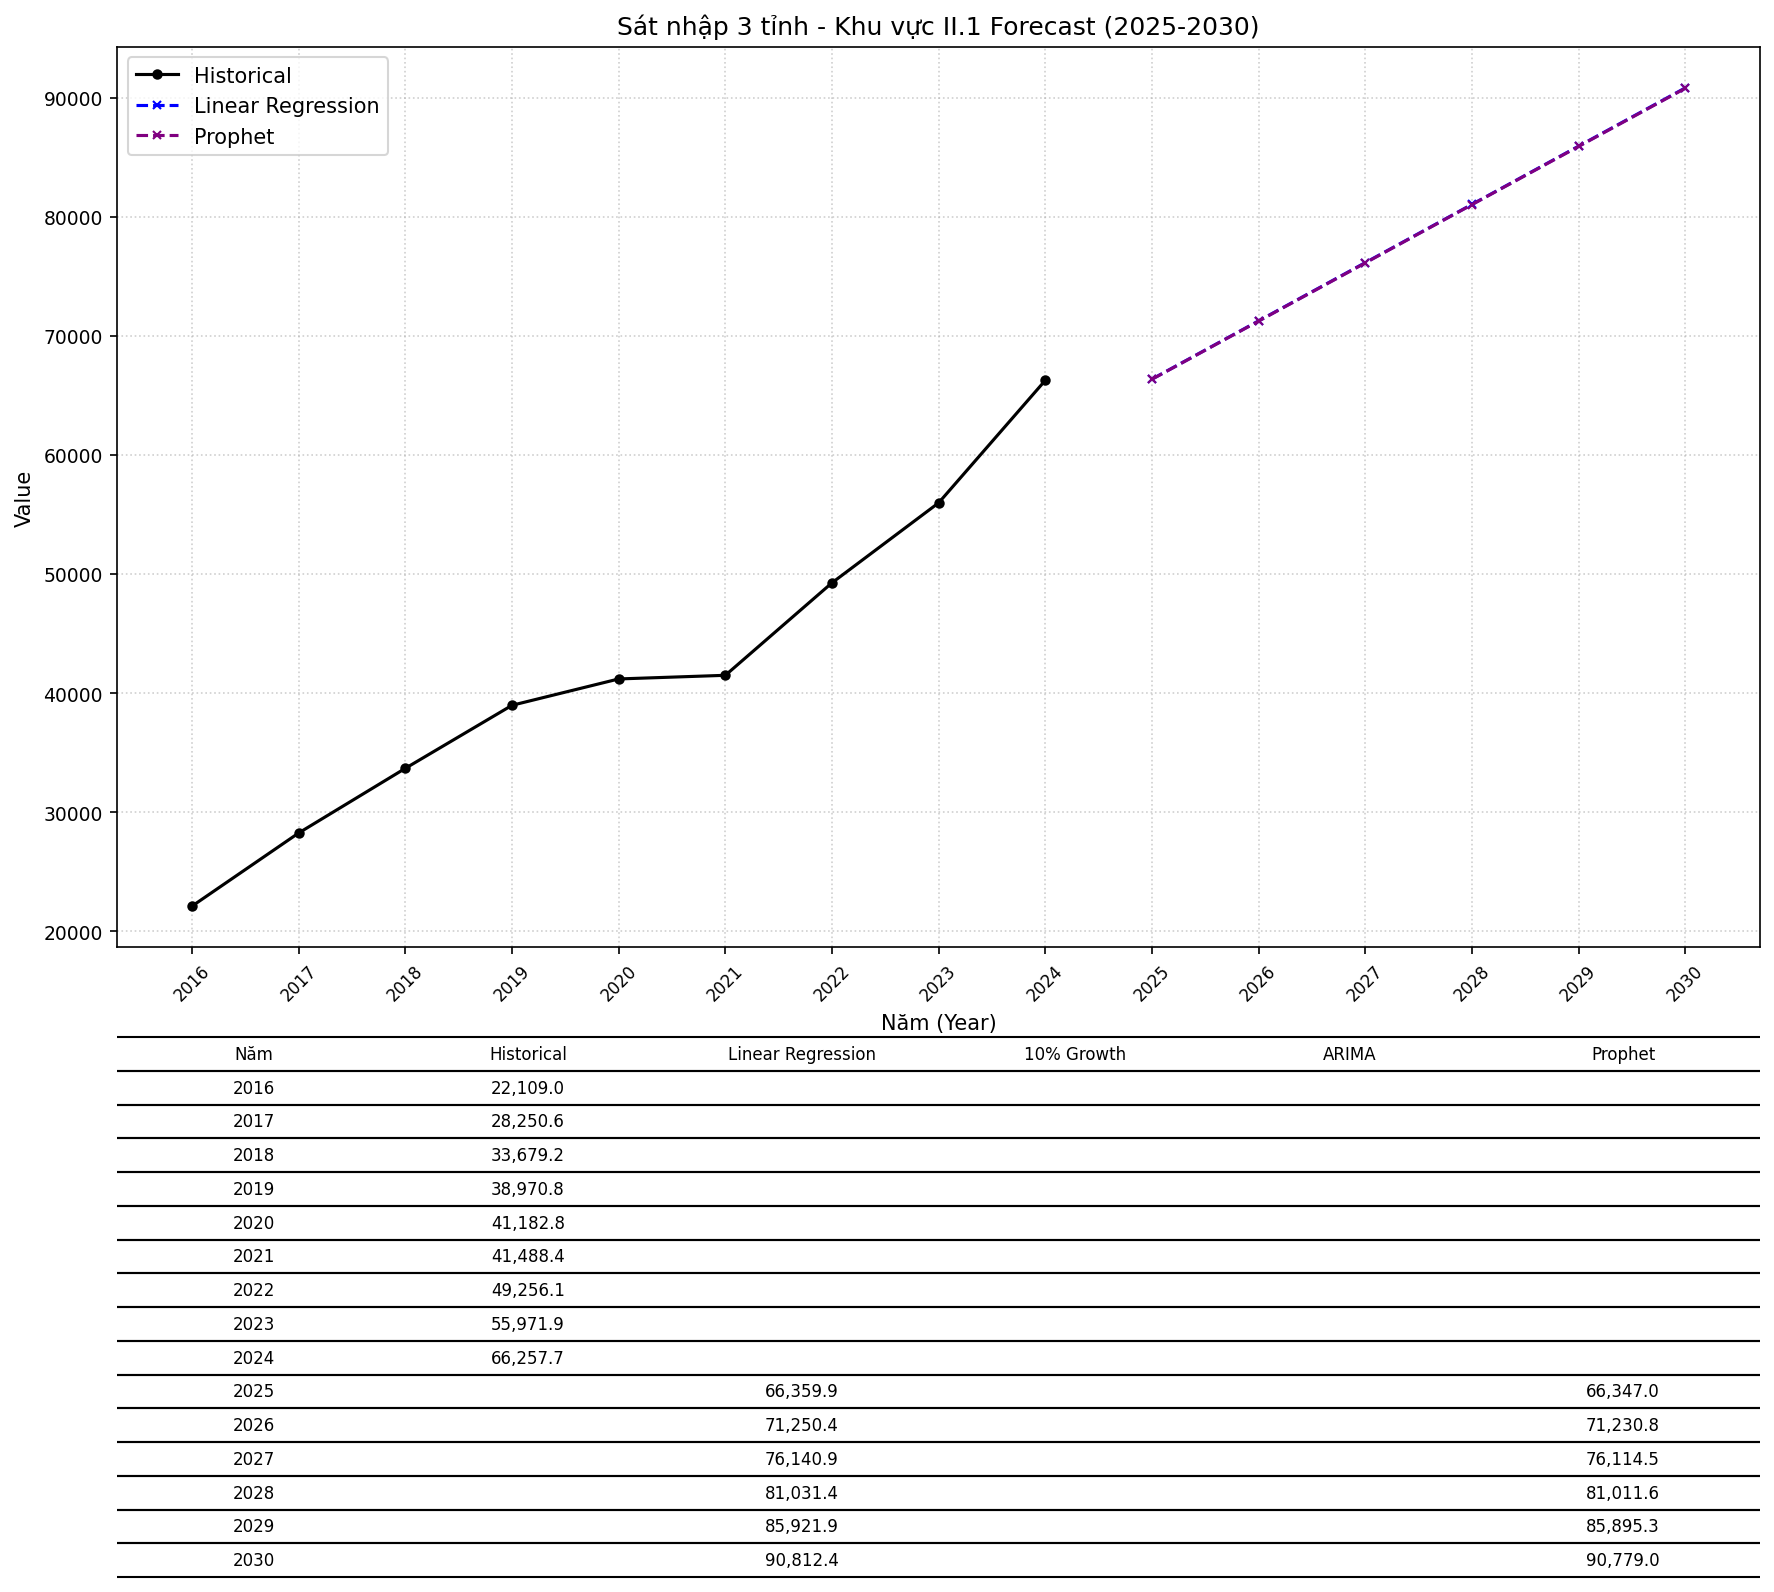 Sát nhập 3 tỉnh - Khu vực II.1 Forecast (2025-2030)
Historical
Linear Regression
Prophet
Value
90000
80000
70000
60000
50000
40000
30000
20000
2016 2017 2018 2019 2020 2021 2022 2023 2024 2025 2026 2027 2028 2029 2030
Năm (Year)
Năm Historical Linear Regression 10% Growth ARIMA Prophet
2016 22,109.0
2017 28,250.6
2018 33,679.2
2019 38,970.8
2020 41,182.8
2021 41,488.4
2022 49,256.1
2023 55,971.9
2024 66,257.7
2025 66,359.9 66,347.0
2026 71,250.4 71,230.8
2027 76,140.9 76,114.5
2028 81,031.4 81,011.6
2029 85,921.9 85,895.3
2030 90,812.4 90,779.0